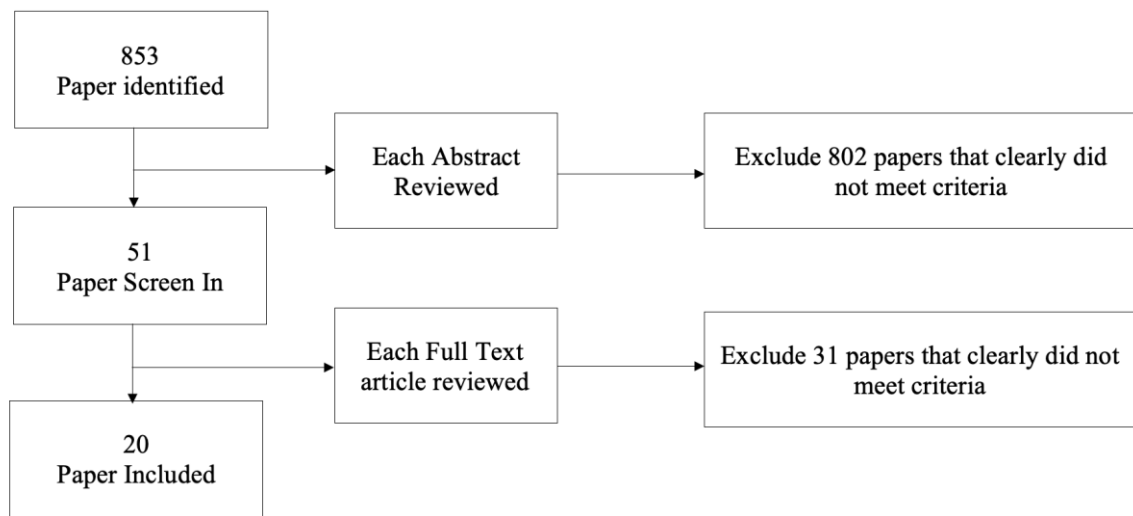 853
Paper identified
Each Abstract
Reviewed
Exclude 802 papers that clearly did
not meet criteria
51
Paper Screen In
Each Full Text
article reviewed
Exclude 31 papers that clearly did not
meet criteria
20
Paper Included